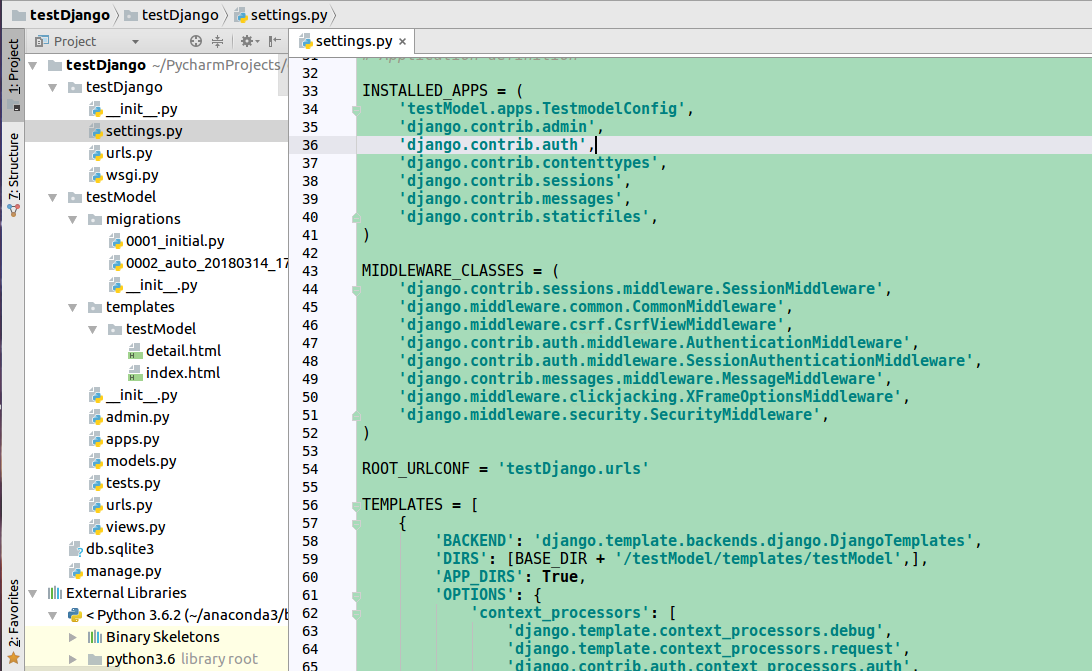 testDjango testDjango settings.py
1: Project
7: Structure
2: Favorites
Project
testDjango ~/PycharmProjects/
testDjango
__init__.py
settings.py
urls.py
wsgi.py
testModel
migrations
0001_initial.py
0002_auto_20180314_17
__init__.py
templates
testModel
detail.html
index.html
__init__.py
admin.py
apps.py
models.py
tests.py
urls.py
views.py
db.sqlite3
manage.py
External Libraries
< Python 3.6.2 (~/anaconda3/b
Binary Skeletons
python3.6 library root
settings.py ×
31 # Application definition
32
33 INSTALLED_APPS = (
34 'testModel.apps.TestmodelConfig',
35 'django.contrib.admin',
36 'django.contrib.auth',
37 'django.contrib.contenttypes',
38 'django.contrib.sessions',
39 'django.contrib.messages',
40 'django.contrib.staticfiles',
41 )
42
43 MIDDLEWARE_CLASSES = (
44 'django.contrib.sessions.middleware.SessionMiddleware',
45 'django.middleware.common.CommonMiddleware',
46 'django.middleware.csrf.CsrfViewMiddleware',
47 'django.contrib.auth.middleware.AuthenticationMiddleware',
48 'django.contrib.auth.middleware.SessionAuthenticationMiddleware',
49 'django.contrib.messages.middleware.MessageMiddleware',
50 'django.middleware.clickjacking.XFrameOptionsMiddleware',
51 'django.middleware.security.SecurityMiddleware',
52 )
53
54 ROOT_URLCONF = 'testDjango.urls'
55
56 TEMPLATES = [
57 {
58 'BACKEND': 'django.template.backends.django.DjangoTemplates',
59 'DIRS': [BASE_DIR + '/testModel/templates/testModel',],
60 'APP_DIRS': True,
61 'OPTIONS': {
62 'context_processors': [
63 'django.template.context_processors.debug',
64 'django.template.context_processors.request',
65 'django.contrib.auth.context_processors.auth',